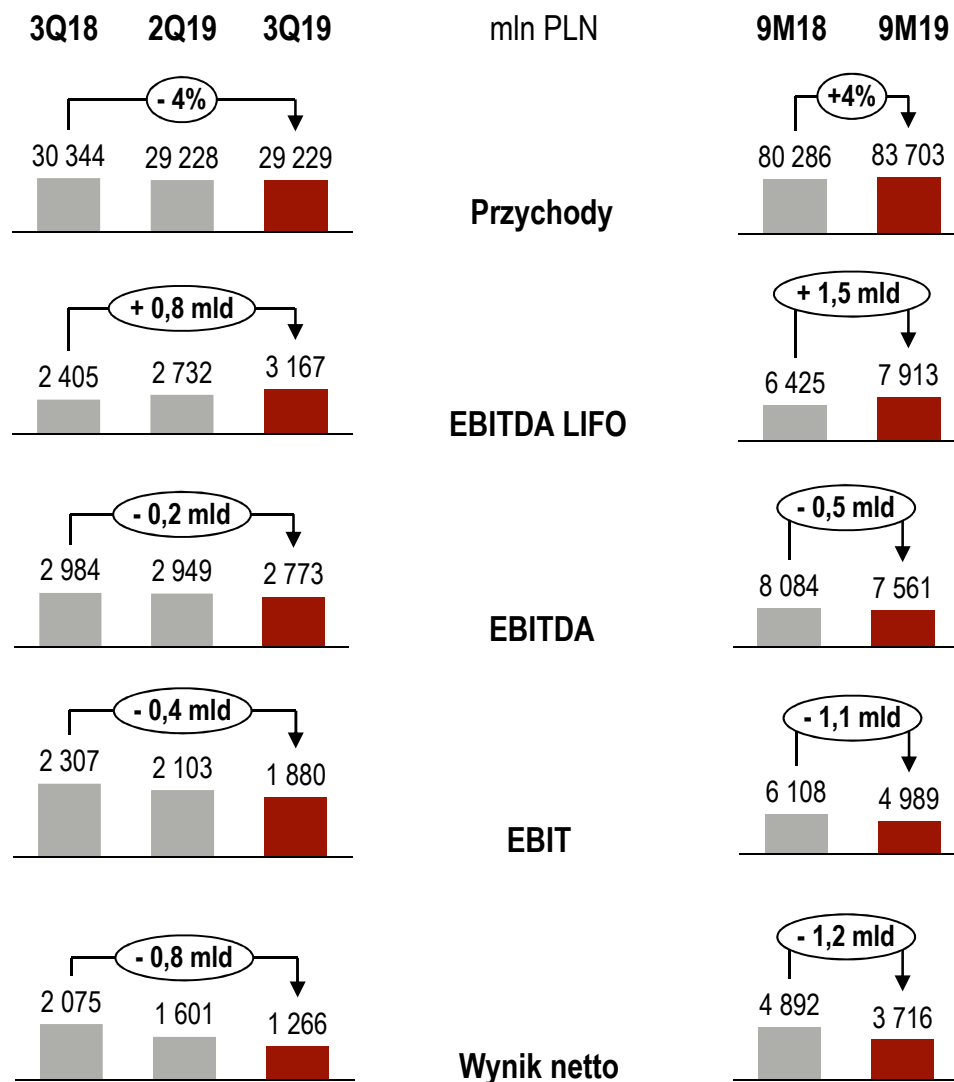 3Q18 2Q19 3Q19 mln PLN 9M18 9M19
- 4% +4%
30 344 29 228 29 229 80 286 83 703
Przychody
+ 0,8 mld + 1,5 mld
2 405 2 732 3 167 6 425 7 913
EBITDA LIFO
- 0,2 mld - 0,5 mld
2 984 2 949 2 773 8 084 7 561
EBITDA
- 0,4 mld - 1,1 mld
2 307 2 103 1 880 6 108 4 989
EBIT
- 0,8 mld - 1,2 mld
2 075 1 601 1 266 4 892 3 716
Wynik netto